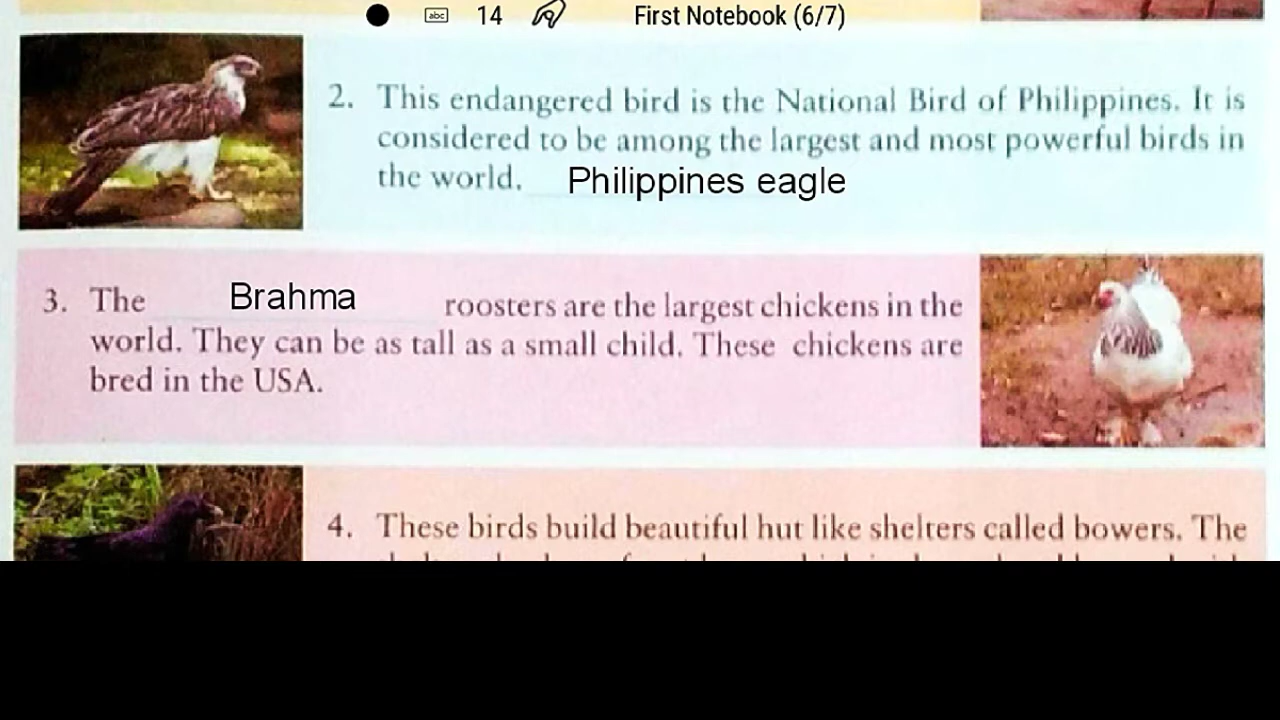 abc 14 First Notebook (6/7)
2. This endangered bird is the National Bird of Philippines. It is
considered to be among the largest and most powerful birds in
the world. Philippines eagle
3. The Brahma roosters are the largest chickens in the
world. They can be as tall as a small child. These chickens are
bred in the USA.
4. These birds build beautiful hut like shelters called bowers. The